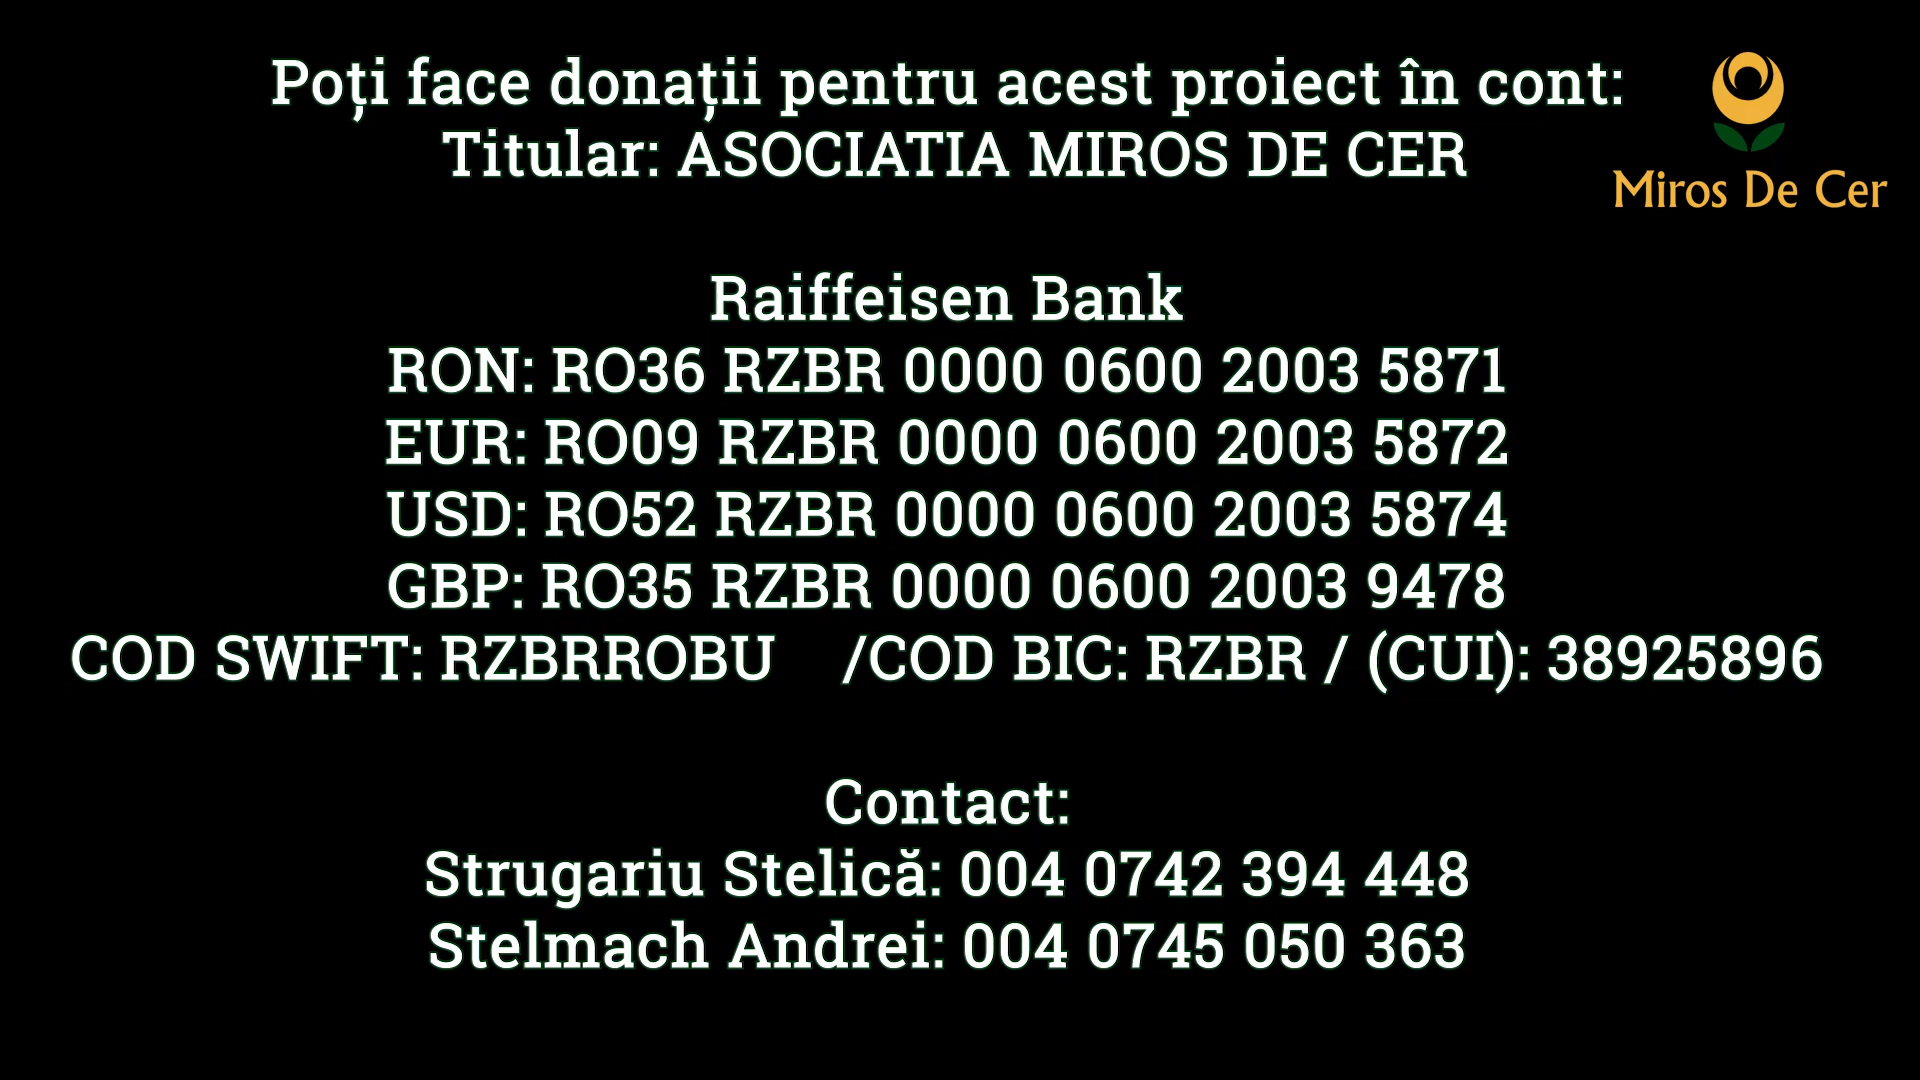 Poți face donații pentru acest proiect în cont:
Titular: ASOCIATIA MIROS DE CER
Miros De Cer
Raiffeisen Bank
RON: RO36 RZBR 0000 0600 2003 5871
EUR: RO09 RZBR 0000 0600 2003 5872
USD: RO52 RZBR 0000 0600 2003 5874
GBP: RO35 RZBR 0000 0600 2003 9478
COD SWIFT: RZBRROBU /COD BIC: RZBR / (CUI): 38925896
Contact:
Strugariu Stelică: 004 0742 394 448
Stelmach Andrei: 004 0745 050 363